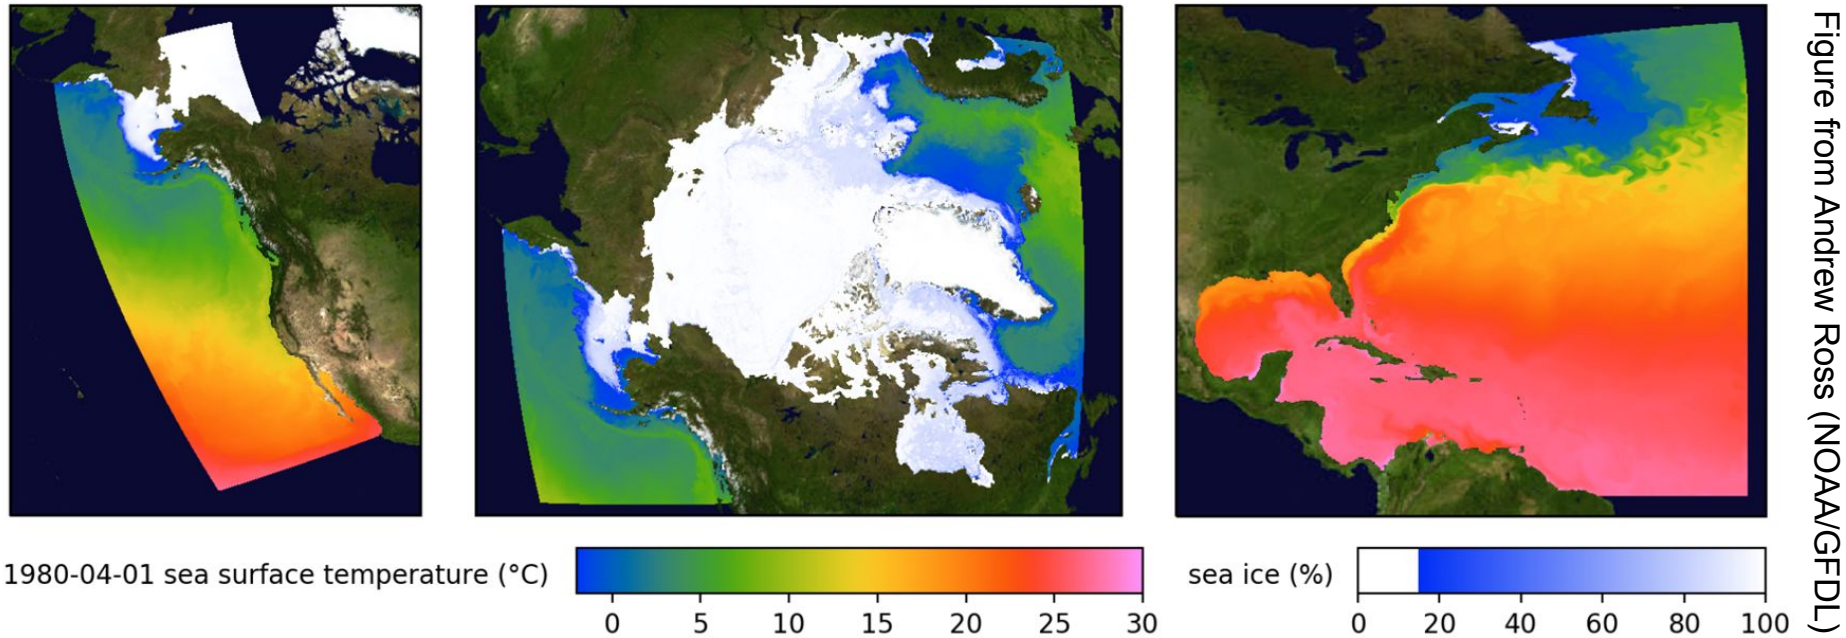 1980-04-01 sea surface temperature (°C)
0 5 10 15 20 25 30
sea ice (%)
0 20 40 60 80 100
Figure from Andrew Ross (NOAA/GFDL)